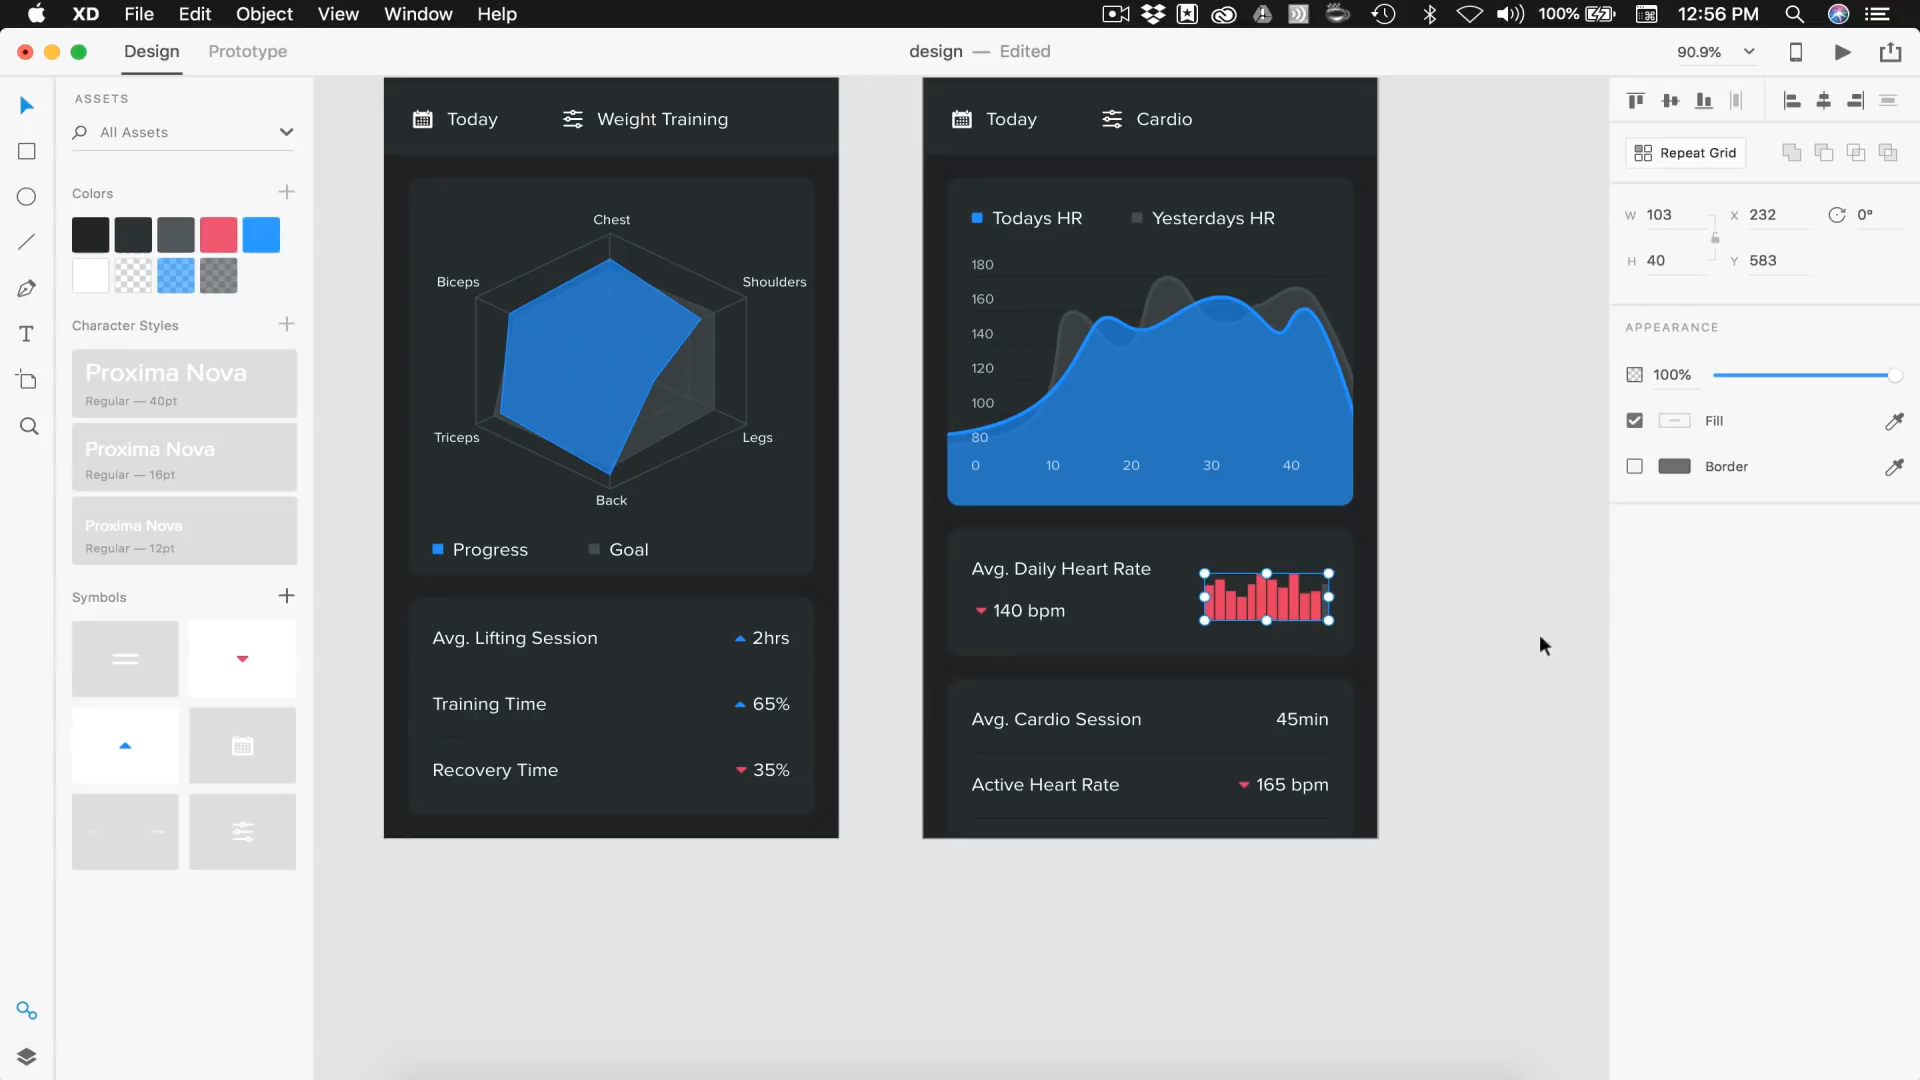 XD File Edit Object View Window Help
100% 12:56 PM
Design Prototype
design — Edited
90.9%
ASSETS
All Assets
Colors
Character Styles
Proxima Nova
Regular — 40pt
Proxima Nova
Regular — 16pt
Proxima Nova
Regular — 12pt
Symbols
Today Weight Training
Chest
Biceps
Shoulders
Triceps
Legs
Back
Progress Goal
Avg. Lifting Session 2hrs
Training Time 65%
Recovery Time 35%
Today Cardio
Todays HR Yesterdays HR
180
160
140
120
100
80
0 10 20 30 40
Avg. Daily Heart Rate
140 bpm
Avg. Cardio Session 45min
Active Heart Rate 165 bpm
Repeat Grid
W 103 X 232 0°
H 40 Y 583
APPEARANCE
100%
Fill
Border